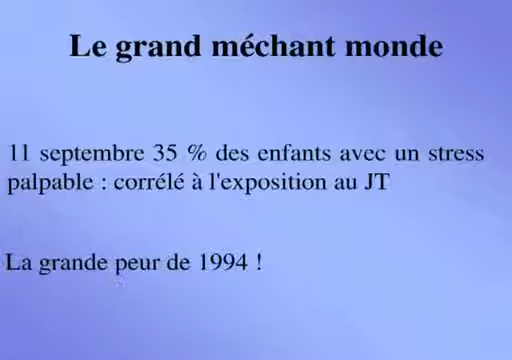 Le grand méchant monde
11 septembre 35 % des enfants avec un stress
palpable : corrélé à l'exposition au JT
La grande peur de 1994 !